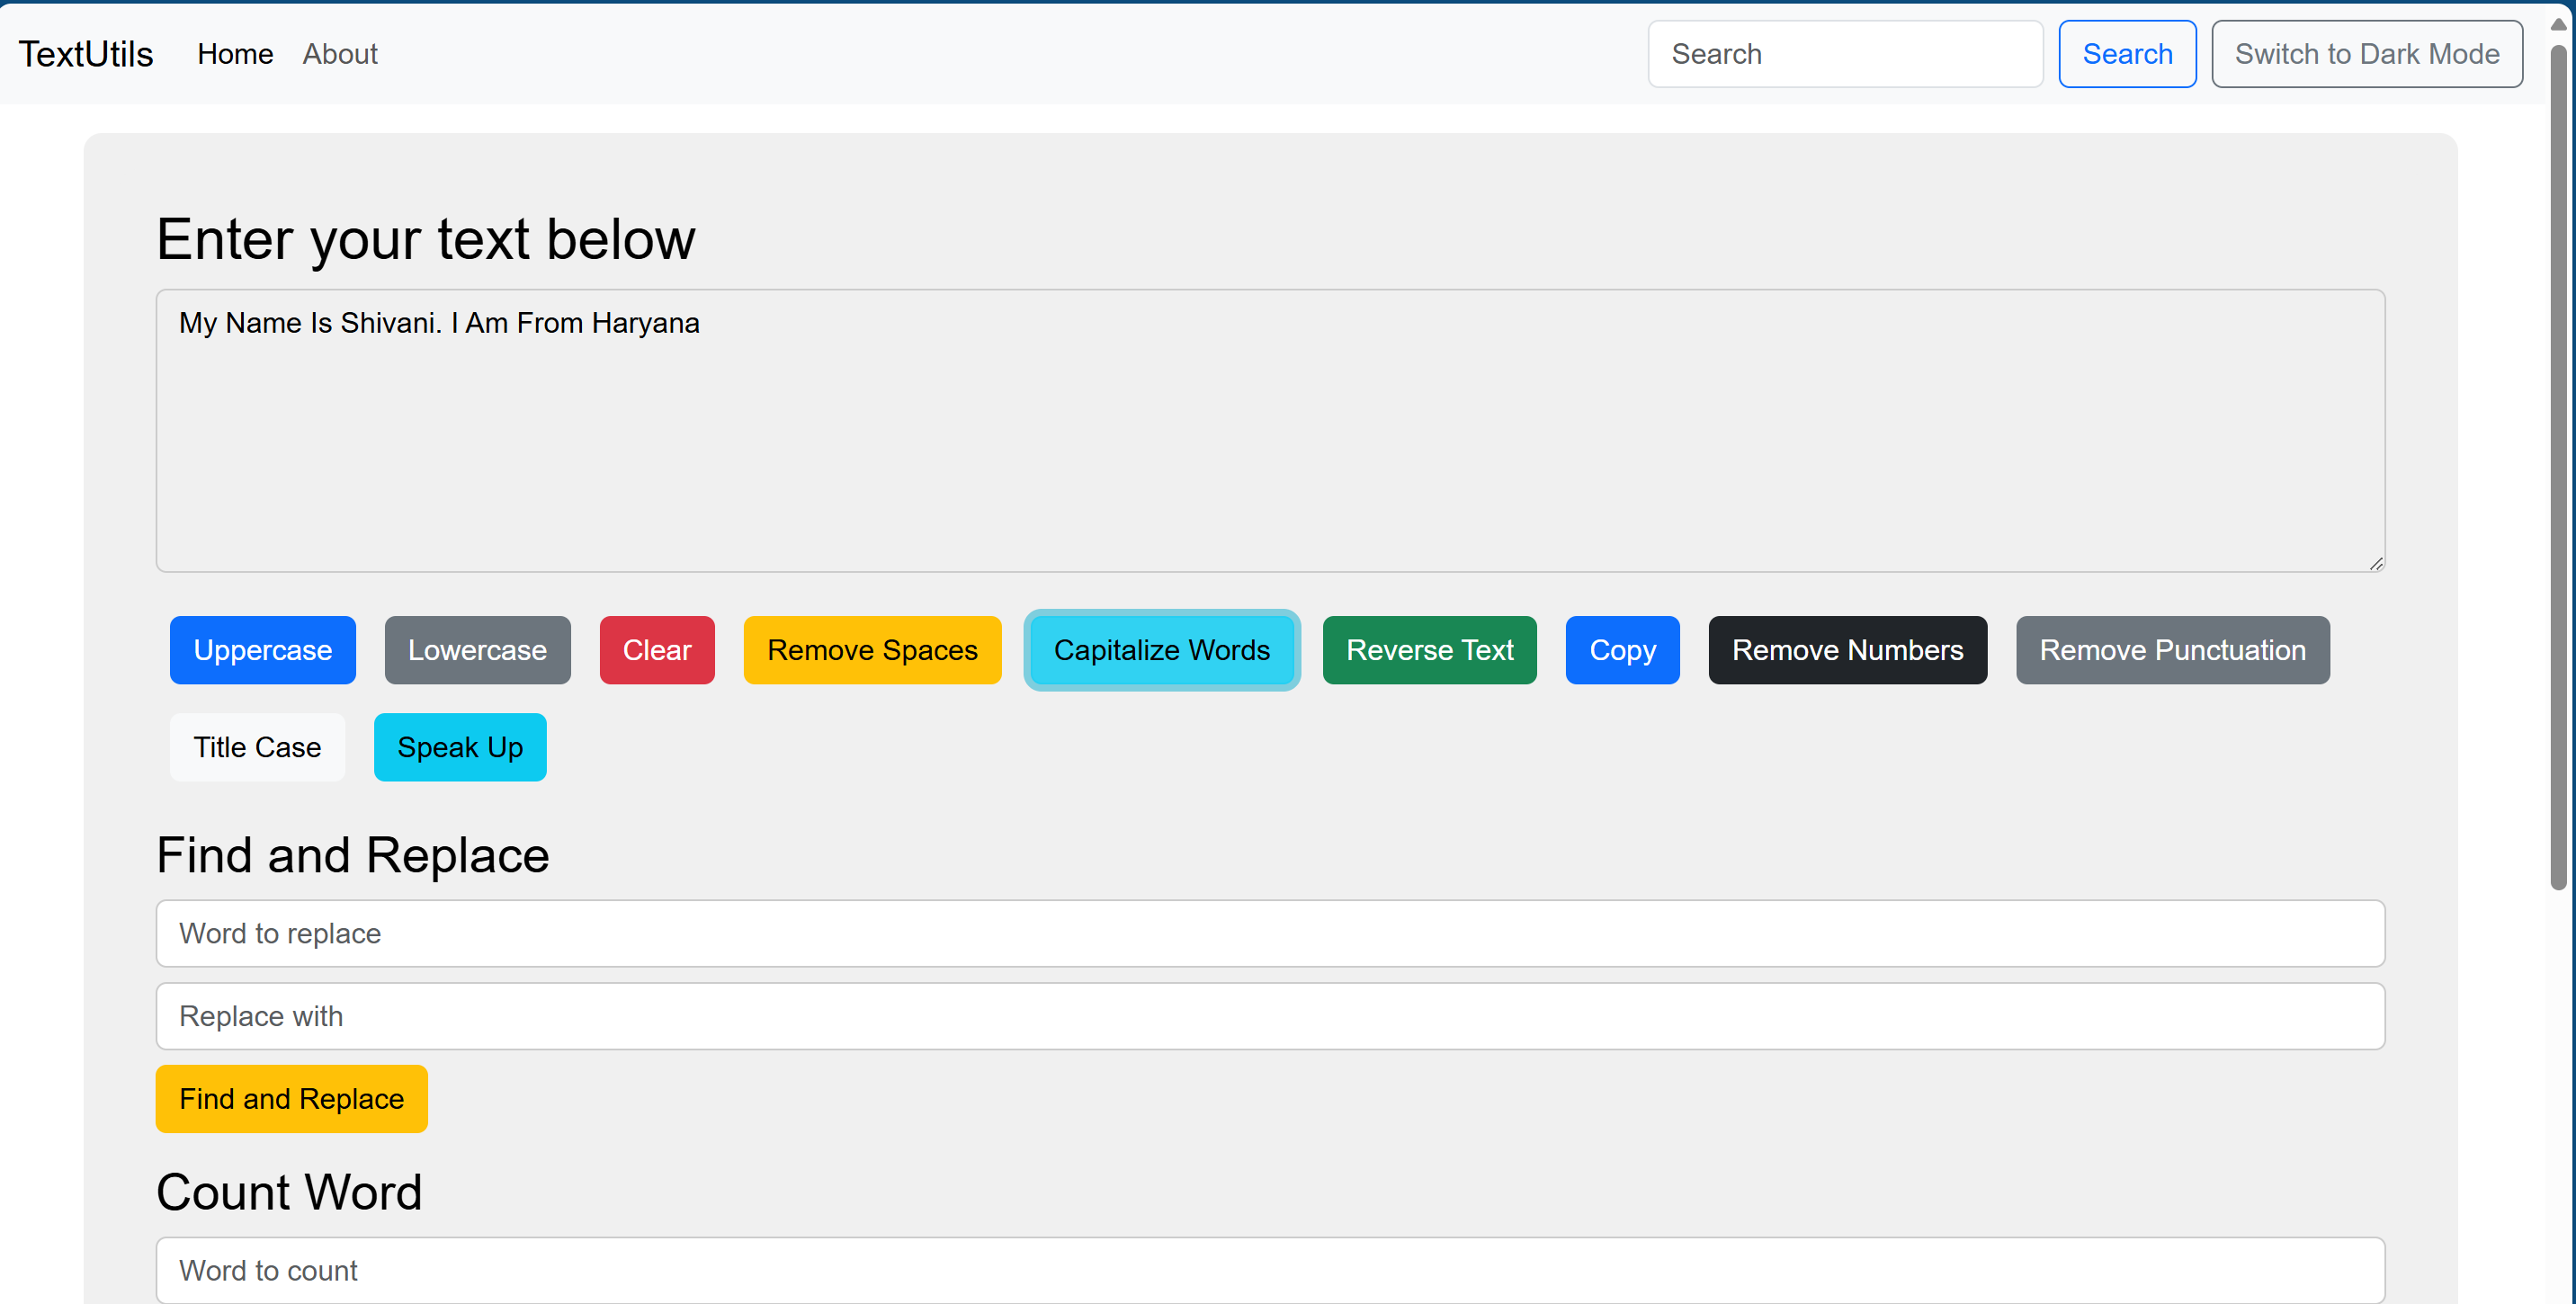 TextUtils Home About Search Search Switch to Dark Mode
Enter your text below
My Name Is Shivani. I Am From Haryana
Uppercase Lowercase Clear Remove Spaces Capitalize Words Reverse Text Copy Remove Numbers Remove Punctuation
Title Case Speak Up
Find and Replace
Word to replace
Replace with
Find and Replace
Count Word
Word to count